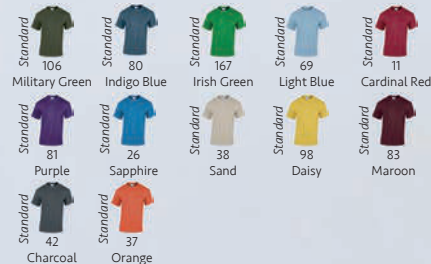 Standard Standard Standard Standard Standard
106 80 167 69 11
Military Green Indigo Blue Irish Green Light Blue Cardinal Red
Standard Standard Standard Standard Standard
81 26 38 98 83
Purple Sapphire Sand Daisy Maroon
Standard Standard
42 37
Charcoal Orange